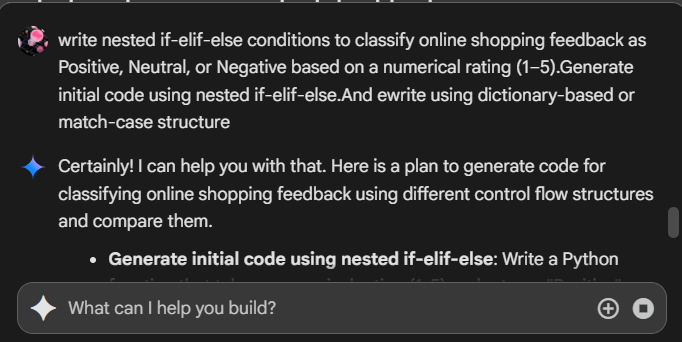 write nested if-elif-else conditions to classify online shopping feedback as
Positive, Neutral, or Negative based on a numerical rating (1–5).Generate
initial code using nested if-elif-else.And ewrite using dictionary-based or
match-case structure
Certainly! I can help you with that. Here is a plan to generate code for
classifying online shopping feedback using different control flow structures
and compare them.
• Generate initial code using nested if-elif-else: Write a Python
What can I help you build?